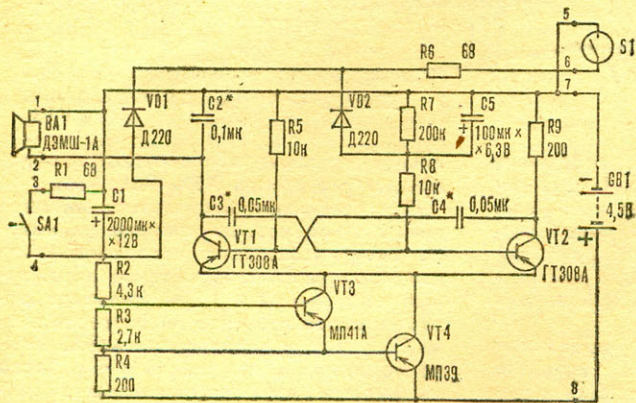 5
S1
R6 68
6
7
1
ВА1
ДЭМШ-1А
2
VD1
Д220
C2*
0,1мк
R5
10к
VD2
Д220
R7
200к
C5
+
100мк×
×6,3В
R9
200
R8
10к
R1 68
3
SA1
4
C1
+
2000мк×
×12В
C3*
0,05мк
C4*
0,05мк
GB1
4,5В
+
VT1
ГТ308А
VT2
ГТ308А
R2
4,3к
R3
2,7к
R4
200
VT3
МП41А
VT4
МП39
8